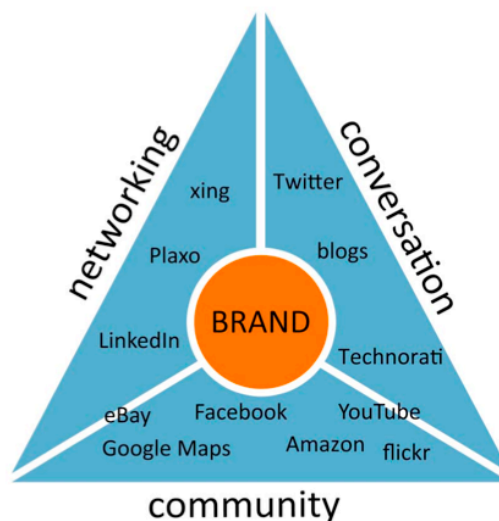 networking
conversation
xing
Twitter
Plaxo
blogs
BRAND
LinkedIn
Technorati
eBay
Facebook
YouTube
Google Maps
Amazon
flickr
community